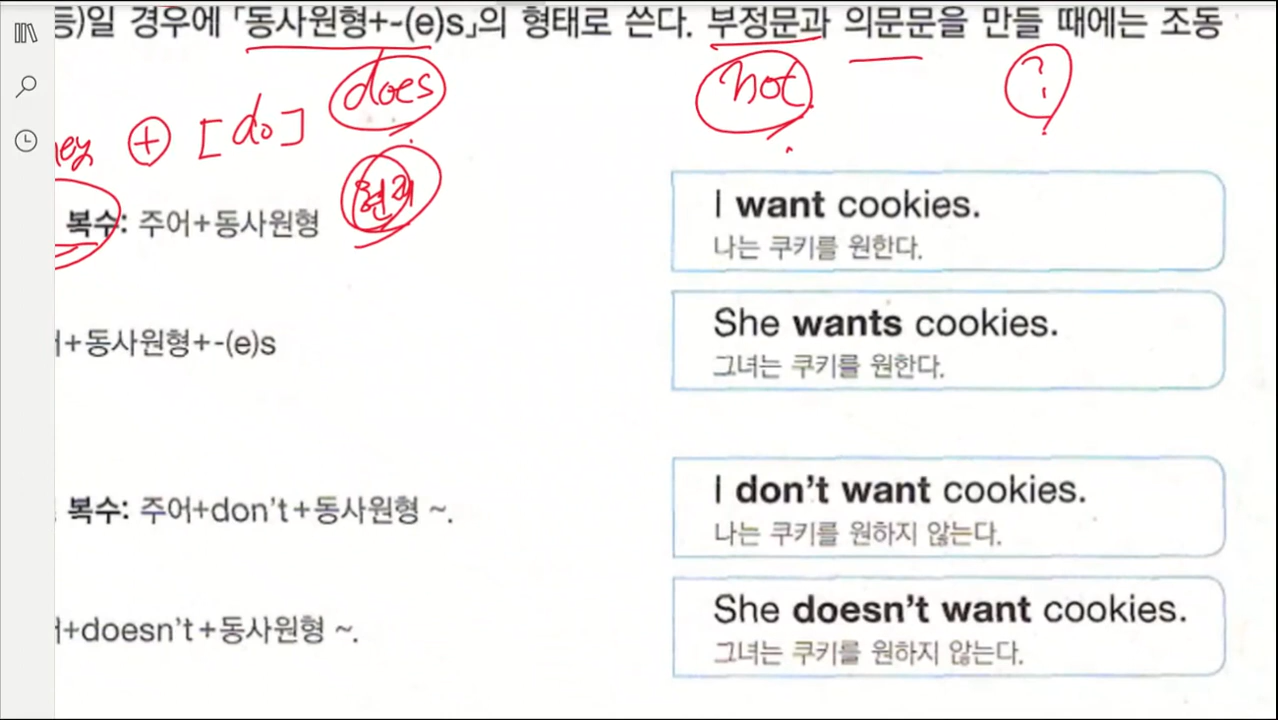 등)일 경우에 「동사원형+-(e)s」의 형태로 쓴다. 부정문과 의문문을 만들 때에는 조동
does
not
?
hey + [do]
현재
복수: 주어+동사원형
I want cookies.
나는 쿠키를 원한다.
어+동사원형+-(e)s
She wants cookies.
그녀는 쿠키를 원한다.
복수: 주어+don't+동사원형 ~.
I don't want cookies.
나는 쿠키를 원하지 않는다.
+doesn't+동사원형 ~.
She doesn't want cookies.
그녀는 쿠키를 원하지 않는다.